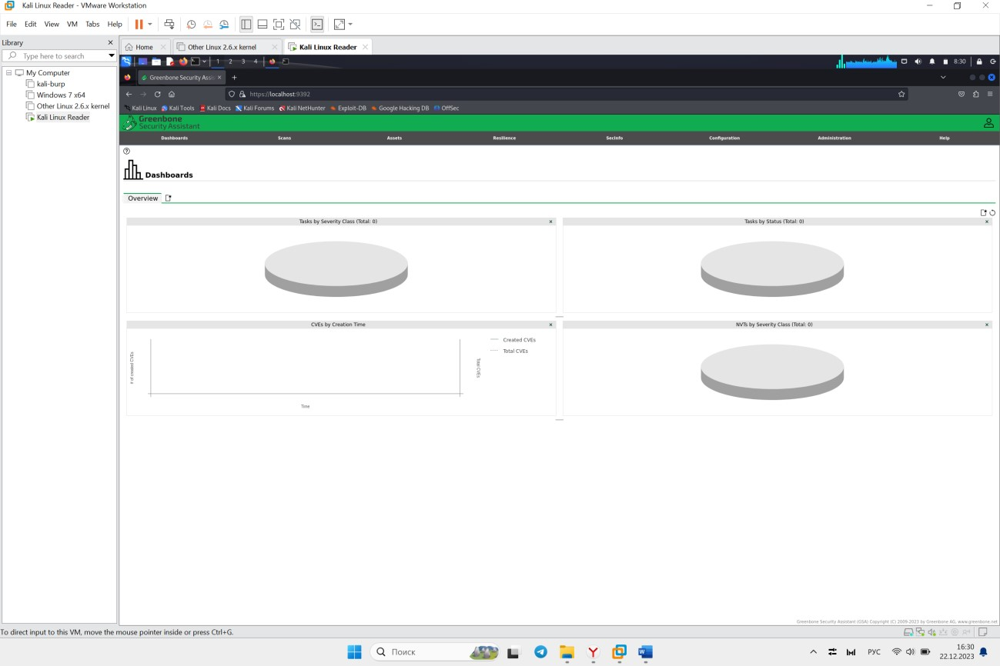 Kali Linux Reader - VMware Workstation
File Edit View VM Tabs Help
Library
Type here to search
My Computer
kali-burp
Windows 7 x64
Other Linux 2.6.x kernel
Kali Linux Reader
Home Other Linux 2.6.x kernel Kali Linux Reader
1 2 3 4 8:30
Greenbone Security Assis
https://localhost:9392
Kali Linux Kali Tools Kali Docs Kali Forums Kali NetHunter Exploit-DB Google Hacking DB OffSec
Greenbone
Security Assistant
Dashboards Scans Assets Resilience SecInfo Configuration Administration Help
Dashboards
Overview
Tasks by Severity Class (Total: 0)
Tasks by Status (Total: 0)
CVEs by Creation Time
# of created CVEs
Time
Total CVEs
Created CVEs
Total CVEs
NVTs by Severity Class (Total: 0)
Greenbone Security Assistant (GSA) Copyright (C) 2009-2023 by Greenbone AG, www.greenbone.net
To direct input to this VM, move the mouse pointer inside or press Ctrl+G.
Поиск
РУС
16:30
22.12.2023